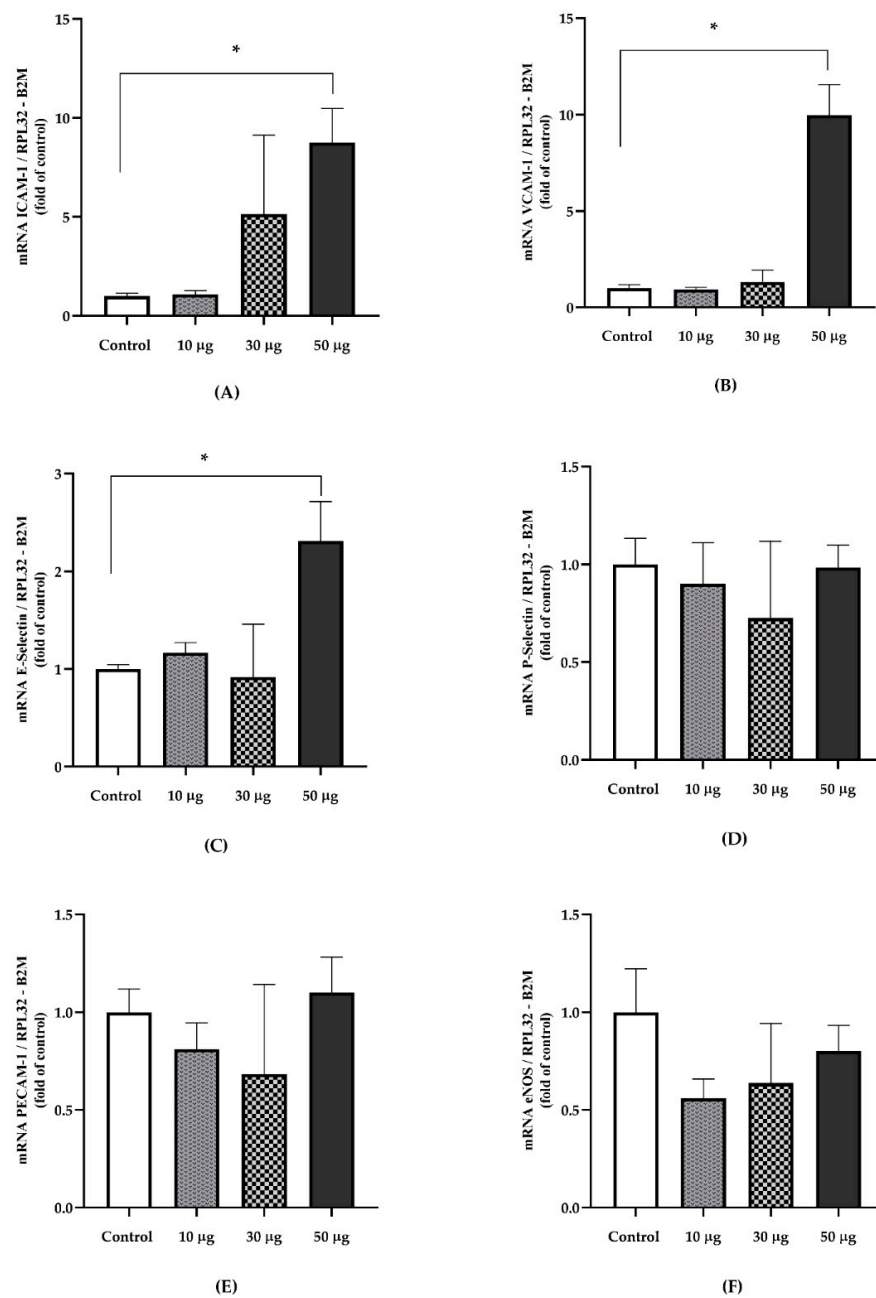 mRNA ICAM-1 / RPL32 - B2M
(fold of control)
15
10
5
0
*
Control 10 µg 30 µg 50 µg
(A)
mRNA VCAM-1 / RPL32 - B2M
(fold of control)
15
10
5
0
*
Control 10 µg 30 µg 50 µg
(B)
mRNA E-Selectin / RPL32 - B2M
(fold of control)
3
2
1
0
*
Control 10 µg 30 µg 50 µg
(C)
mRNA P-Selectin / RPL32 - B2M
(fold of control)
1.5
1.0
0.5
0.0
Control 10 µg 30 µg 50 µg
(D)
mRNA PECAM-1 / RPL32 - B2M
(fold of control)
1.5
1.0
0.5
0.0
Control 10 µg 30 µg 50 µg
(E)
mRNA eNOS / RPL32 - B2M
(fold of control)
1.5
1.0
0.5
0.0
Control 10 µg 30 µg 50 µg
(F)